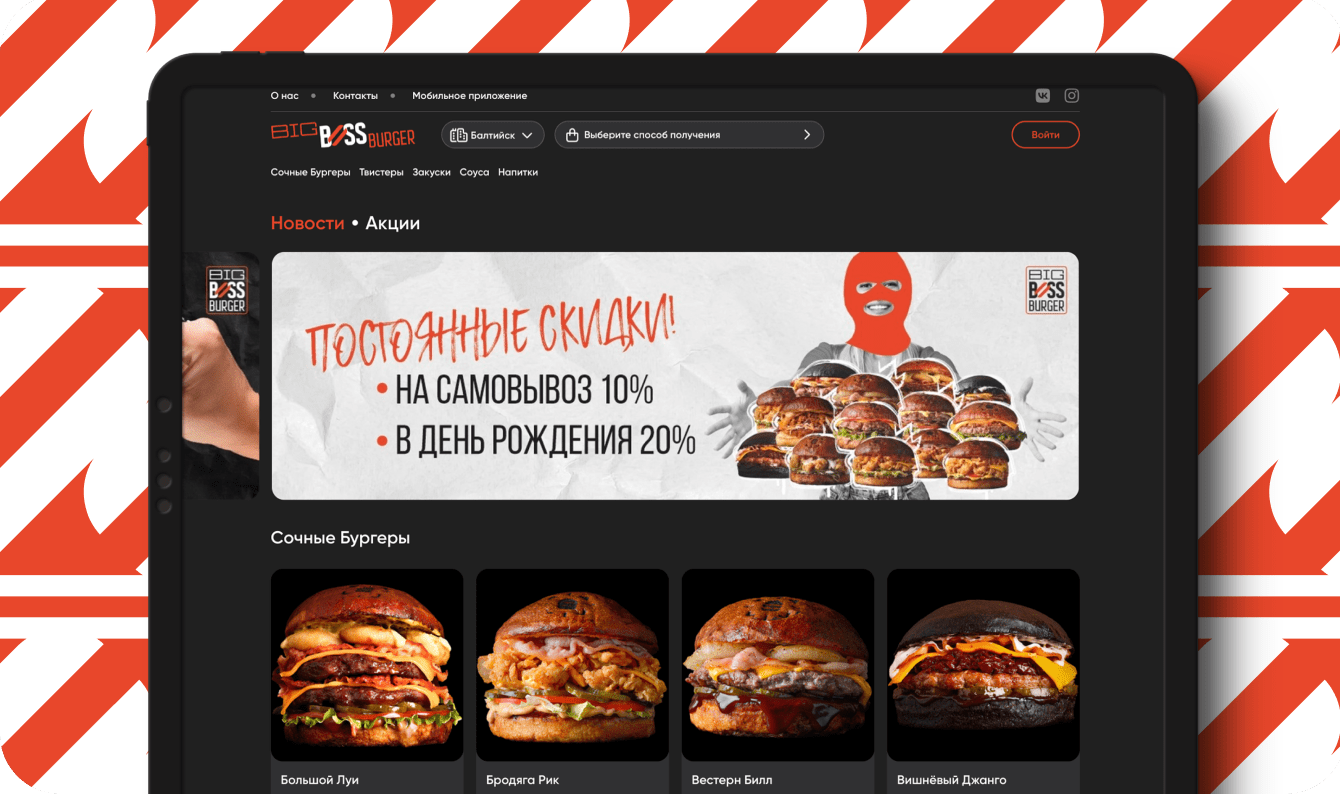 О нас • Контакты • Мобильное приложение
BIG BOSS BURGER
Балтийск
Выберите способ получения
Войти
Сочные Бургеры Твистеры Закуски Соуса Напитки
Новости • Акции
BIG
BOSS
BURGER
ПОСТОЯННЫЕ СКИДКИ!
• НА САМОВЫВОЗ 10%
• В ДЕНЬ РОЖДЕНИЯ 20%
BIG
BOSS
BURGER
Сочные Бургеры
Большой Луи
Бродяга Рик
Вестерн Билл
Вишнёвый Джанго